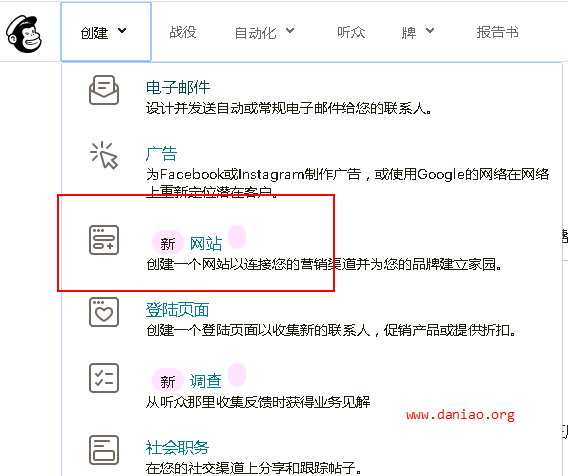 创建 战役 自动化 听众 牌 报告书
电子邮件
设计并发送自动或常规电子邮件给您的联系人。
广告
为Facebook或Instagram制作广告，或使用Google的网络在网络
上重新定位潜在客户。
新 网站
创建一个网站以连接您的营销渠道并为您的品牌建立家园。
登陆页面
创建一个登陆页面以收集新的联系人，促销产品或提供折扣。
新 调查
从听众那里收集反馈时获得业务见解
www.daniao.org
社会职务
在您的社交渠道上分享和跟踪帖子。